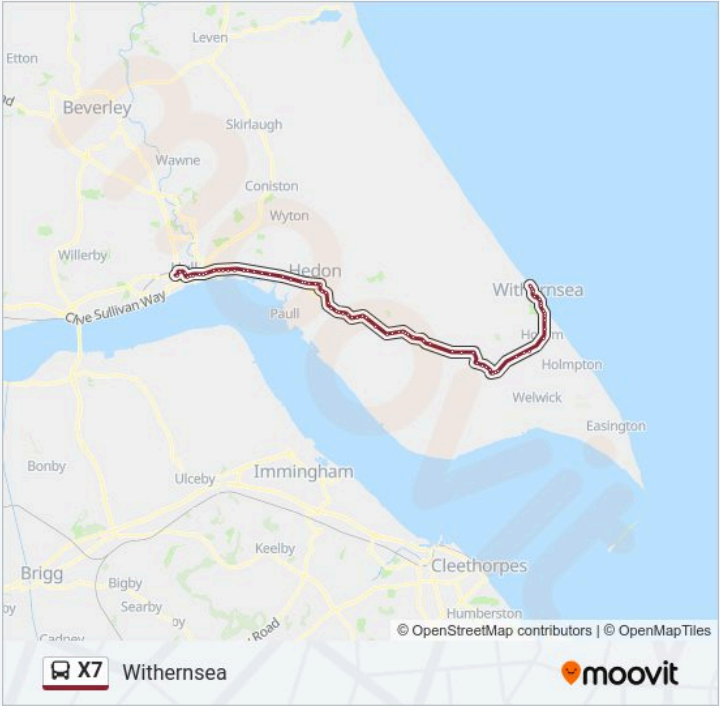 Leven
Etton
Beverley
Skirlaugh
Wawne
Coniston
Wyton
Willerby
Hedon
Withernsea
Clive Sullivan Way
Paull
Holmpton
Welwick
Easington
Bonby
Ulceby
Immingham
Keelby
Cleethorpes
Brigg
Bigby
Searby
Humberston
Road
© OpenStreetMap contributors | © OpenMapTiles
X7 Withernsea
moovit
moovit